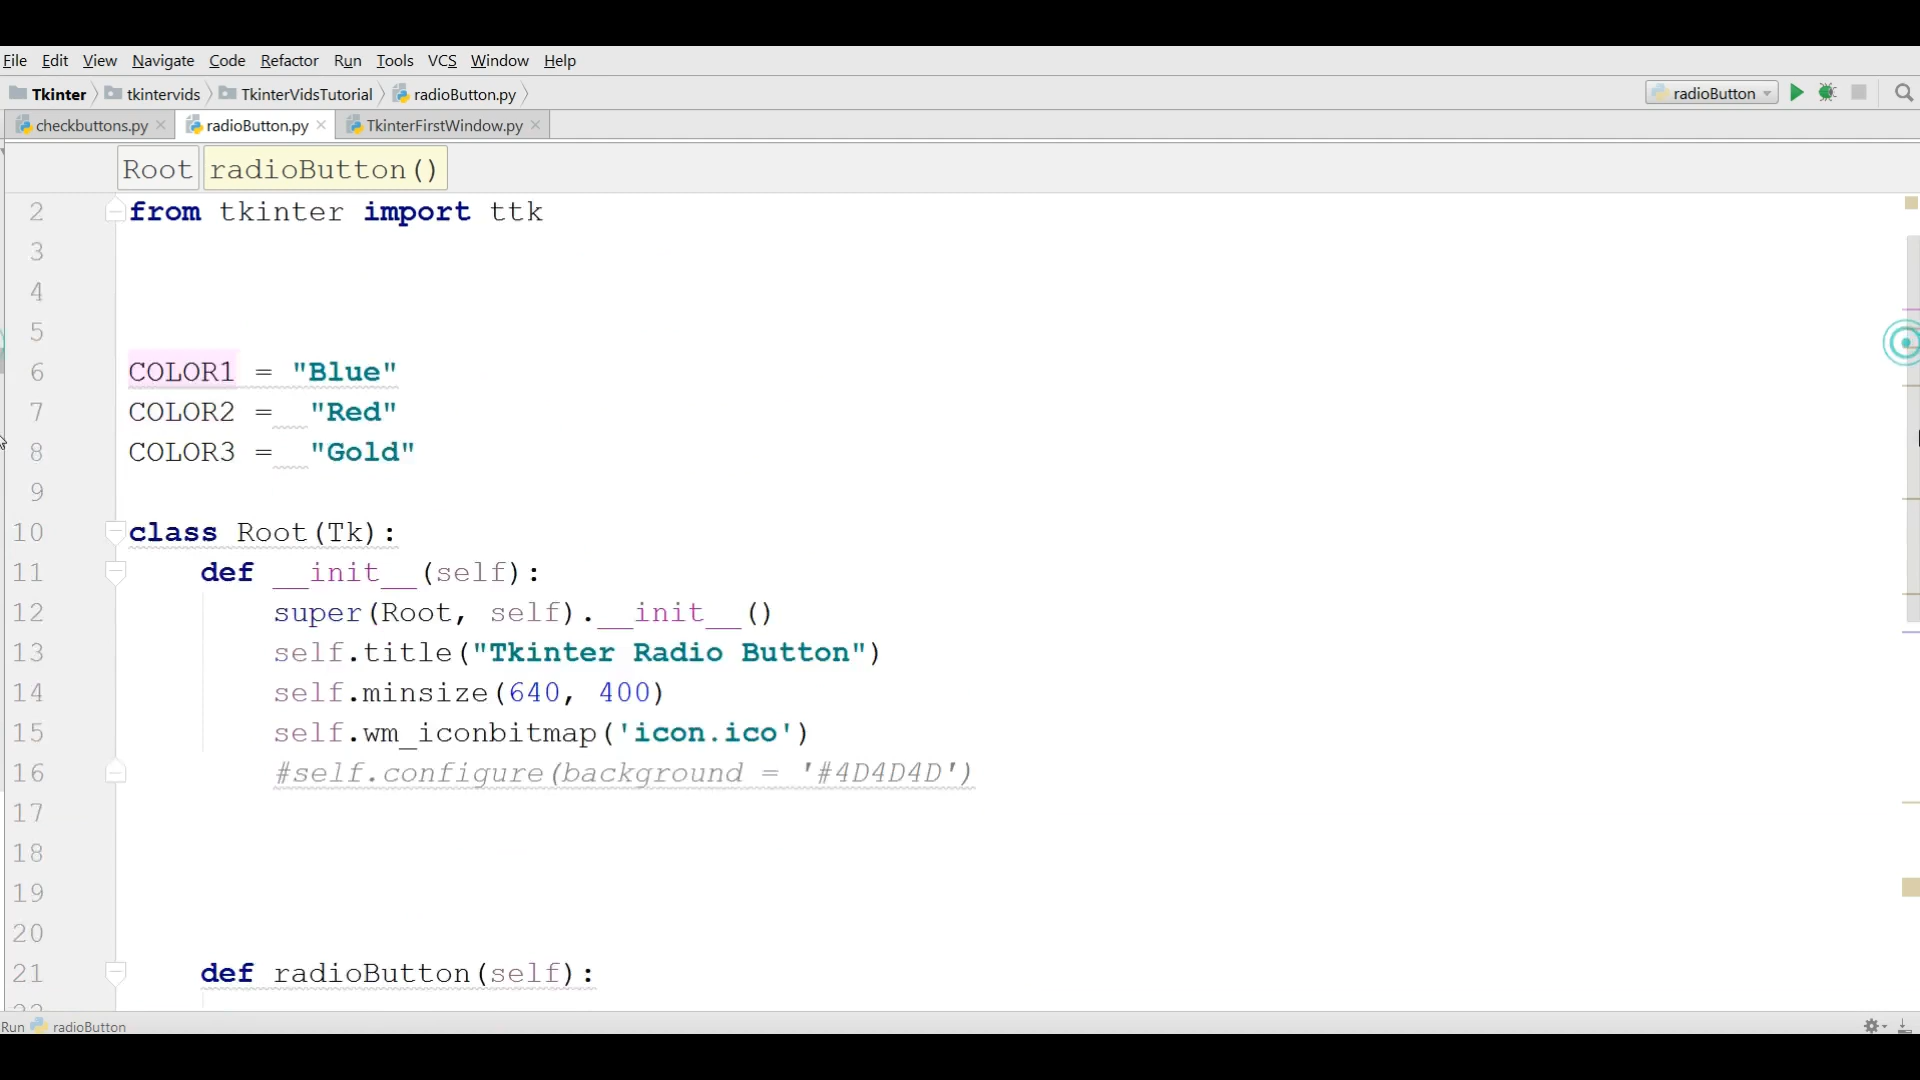 File Edit View Navigate Code Refactor Run Tools VCS Window Help
Tkinter tkintervids TkinterVidsTutorial radioButton.py radioButton
checkbuttons.py radioButton.py TkinterFirstWindow.py
Root radioButton()
2 from tkinter import ttk
3
4
5
6 COLOR1 = "Blue"
7 COLOR2 = "Red"
8 COLOR3 = "Gold"
9
10 class Root(Tk):
11 def __init__(self):
12 super(Root, self).__init__()
13 self.title("Tkinter Radio Button")
14 self.minsize(640, 400)
15 self.wm_iconbitmap('icon.ico')
16 #self.configure(background = '#4D4D4D')
17
18
19
20
21 def radioButton(self):
Run radioButton